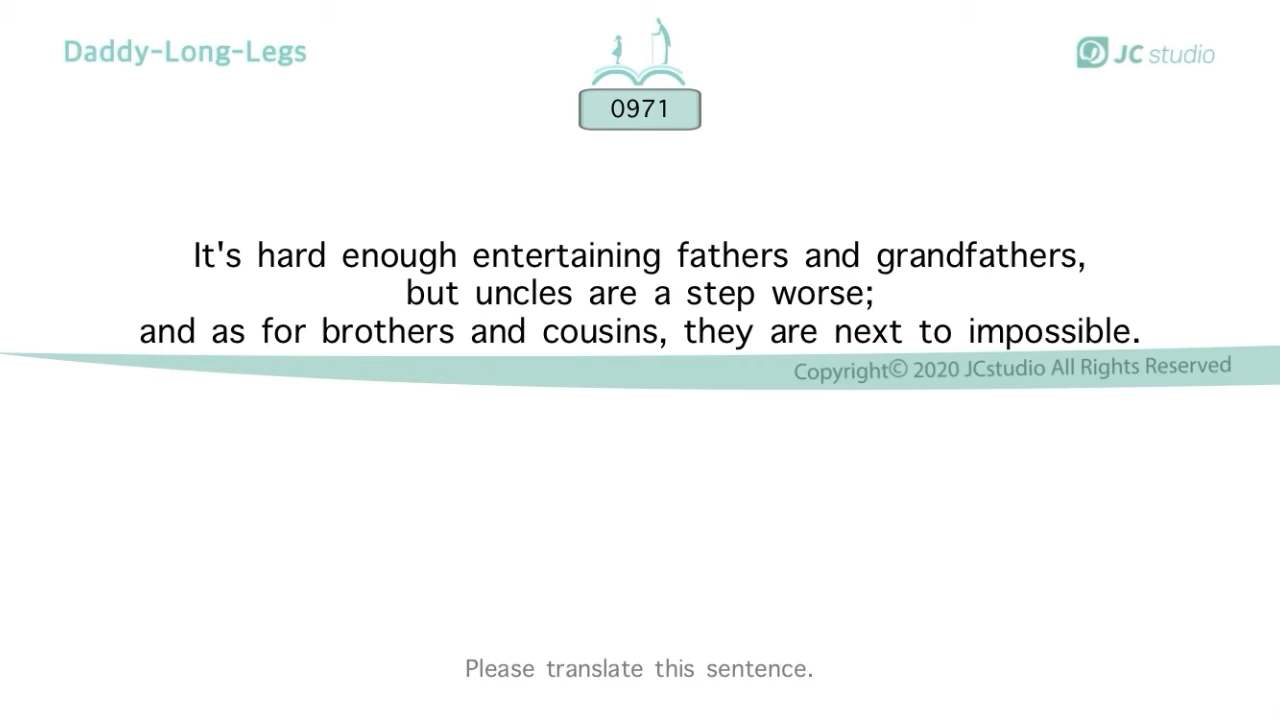 Daddy-Long-Legs
JC studio
0971
It's hard enough entertaining fathers and grandfathers,
but uncles are a step worse;
and as for brothers and cousins, they are next to impossible.
Copyright© 2020 JCstudio All Rights Reserved
Please translate this sentence.